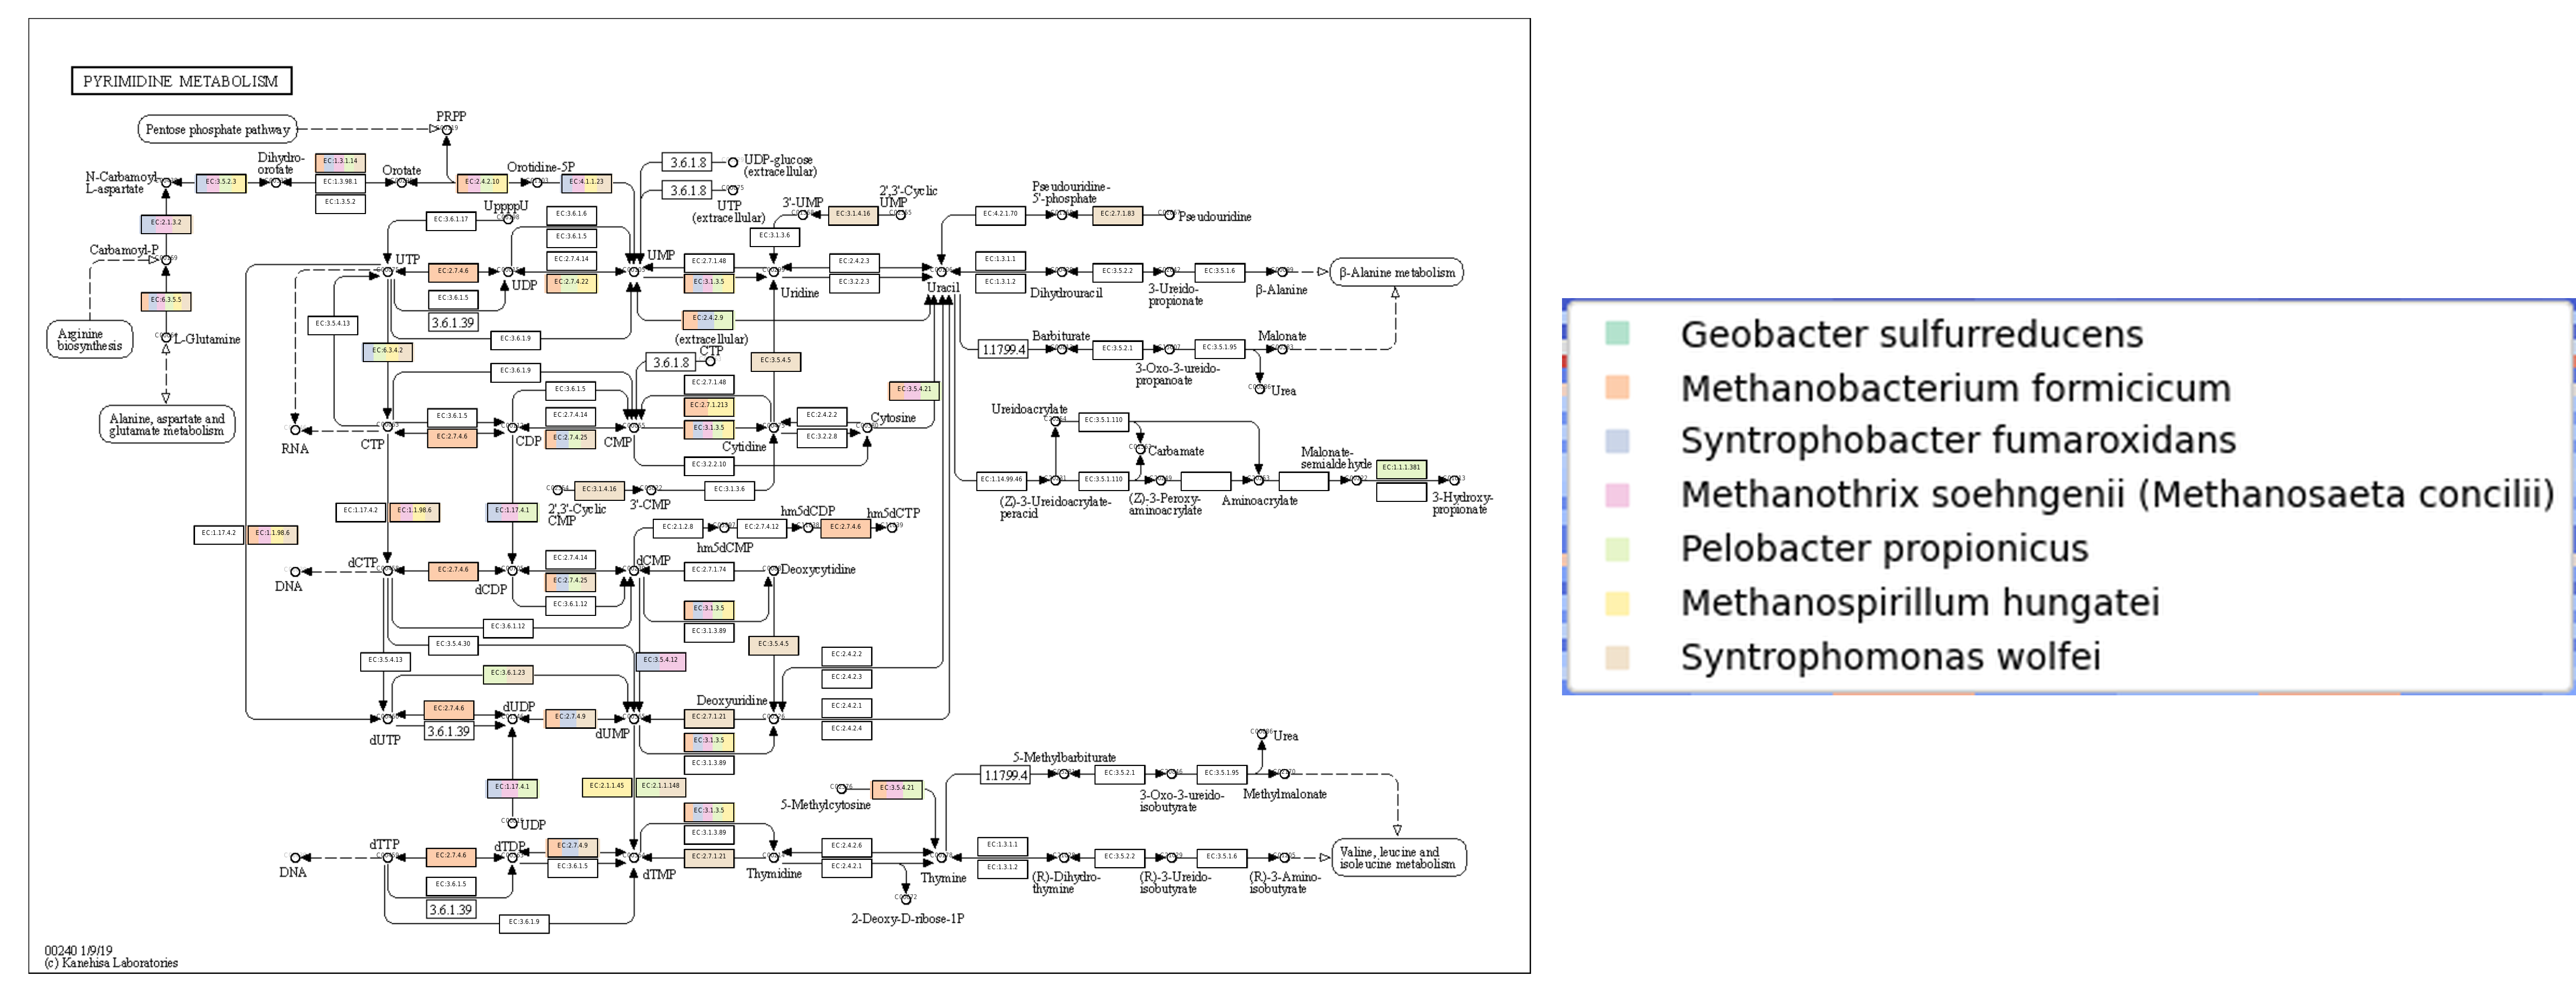 PYRIMIDINE METABOLISM
Pentose phosphate pathway
PRPP
N-Carbamoyl-
L-aspartate
EC:3.5.2.3
Dihydro-
orotate
EC:1.3.1.14
EC:1.3.98.1
EC:1.3.5.2
Orotate
EC:2.4.2.10
Orotidine-5P
EC:4.1.1.23
3.6.1.8
UDP-glucose
(extracellular)
3.6.1.8
UTP
(extracellular)
EC:2.1.3.2
Carbamoyl-P
EC:6.3.5.5
L-Glutamine
Arginine
biosynthesis
Alanine, aspartate and
glutamate metabolism
EC:3.6.1.17
UppppU
EC:3.6.1.6
EC:3.6.1.5
EC:2.7.4.14
EC:2.7.4.22
UTP
EC:2.7.4.6
UDP
EC:3.6.1.5
3.6.1.39
EC:3.6.1.9
EC:3.5.4.13
EC:6.3.4.2
UMP
EC:2.7.1.48
EC:3.1.3.5
Uridine
EC:2.4.2.9
3'-UMP
EC:3.1.4.16
2',3'-Cyclic
UMP
EC:3.1.3.6
EC:2.4.2.3
EC:3.2.2.3
Uracil
Pseudouridine-
5'-phosphate
EC:4.2.1.70
EC:2.7.1.83
Pseudouridine
EC:1.3.1.1
EC:1.3.1.2
Dihydrouracil
EC:3.5.2.2
3-Ureido-
propionate
EC:3.5.1.6
β-Alanine
β-Alanine metabolism
1.17.99.4
Barbiturate
EC:3.5.2.1
3-Oxo-3-ureido-
propanoate
EC:3.5.1.95
Malonate
Urea
(extracellular)
CTP
3.6.1.8
EC:3.5.4.5
EC:3.5.4.21
EC:3.6.1.9
EC:3.6.1.5
EC:2.7.4.14
EC:2.7.4.25
EC:3.6.1.5
EC:2.7.4.6
RNA
CTP
CDP
CMP
EC:2.7.1.48
EC:2.7.1.213
EC:3.1.3.5
Cytidine
EC:3.2.2.10
EC:2.4.2.2
EC:3.2.2.8
Cytosine
Ureidoacrylate
EC:3.5.1.110
Carbamate
EC:1.14.99.46
(Z)-3-Ureidoacrylate-
peracid
EC:3.5.1.110
(Z)-3-Peroxy-
aminoacrylate
Aminoacrylate
Malonate-
semialdehyde
EC:1.1.1.381
3-Hydroxy-
propionate
2',3'-Cyclic
CMP
EC:3.1.4.16
3'-CMP
EC:3.1.3.6
EC:1.17.4.2
EC:1.1.98.6
EC:1.17.4.1
EC:1.17.4.2
EC:1.1.98.6
EC:2.1.2.8
hm5dCMP
EC:2.7.4.12
hm5dCDP
EC:2.7.4.6
hm5dCTP
DNA
dCTP
EC:2.7.4.6
dCDP
EC:2.7.4.14
EC:2.7.4.25
EC:3.6.1.12
dCMP
EC:2.7.1.74
Deoxycytidine
EC:3.1.3.5
EC:3.1.3.89
EC:3.6.1.12
EC:3.5.4.30
EC:3.5.4.13
EC:3.5.4.12
EC:3.5.4.5
EC:3.6.1.23
EC:2.4.2.2
EC:2.4.2.3
EC:2.4.2.1
EC:2.4.2.4
dUTP
EC:2.7.4.6
3.6.1.39
dUDP
EC:2.7.4.9
dUMP
Deoxyuridine
EC:2.7.1.21
EC:3.1.3.5
EC:3.1.3.89
EC:1.17.4.1
UDP
EC:2.1.1.45
EC:2.1.1.148
5-Methylcytosine
EC:3.5.4.21
5-Methylbarbiturate
1.17.99.4
EC:3.5.2.1
3-Oxo-3-ureido-
isobutyrate
EC:3.5.1.95
Methylmalonate
Urea
DNA
dTTP
EC:2.7.4.6
dTDP
EC:2.7.4.9
EC:3.6.1.5
dTMP
EC:3.1.3.5
EC:3.1.3.89
EC:2.7.1.21
Thymidine
EC:2.4.2.6
EC:2.4.2.1
Thymine
2-Deoxy-D-ribose-1P
EC:1.3.1.1
EC:1.3.1.2
(R)-Dihydro-
thymine
EC:3.5.2.2
(R)-3-Ureido-
isobutyrate
EC:3.5.1.6
(R)-3-Amino-
isobutyrate
Valine, leucine and
isoleucine metabolism
EC:3.6.1.5
3.6.1.39
EC:3.6.1.9
00240 1/9/19
(c) Kanehisa Laboratories
Geobacter sulfurreducens
Methanobacterium formicicum
Syntrophobacter fumaroxidans
Methanothrix soehngenii (Methanosaeta concilii)
Pelobacter propionicus
Methanospirillum hungatei
Syntrophomonas wolfei